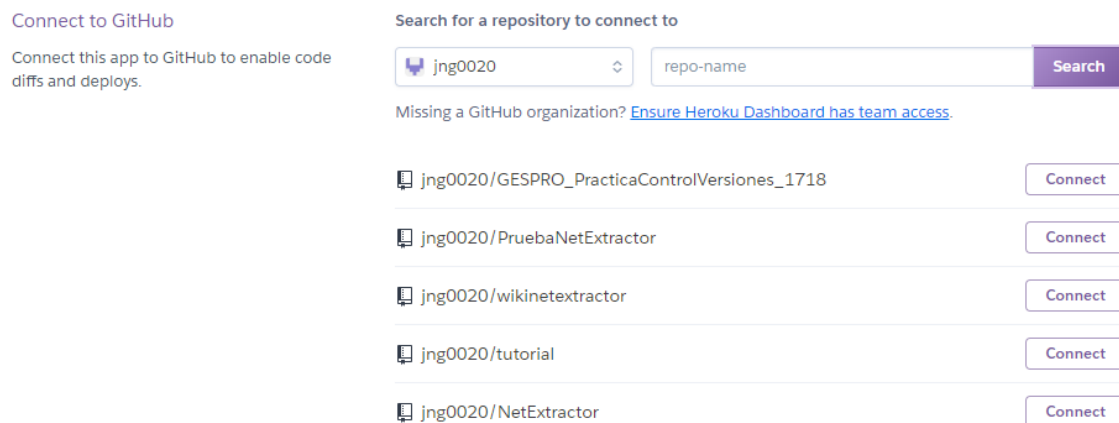 Connect to GitHub
Connect this app to GitHub to enable code
diffs and deploys.
Search for a repository to connect to
jng0020
repo-name
Search
Missing a GitHub organization? Ensure Heroku Dashboard has team access.
jng0020/GESPRO_PracticaControlVersiones_1718
Connect
jng0020/PruebaNetExtractor
Connect
jng0020/wikinetextractor
Connect
jng0020/tutorial
Connect
jng0020/NetExtractor
Connect